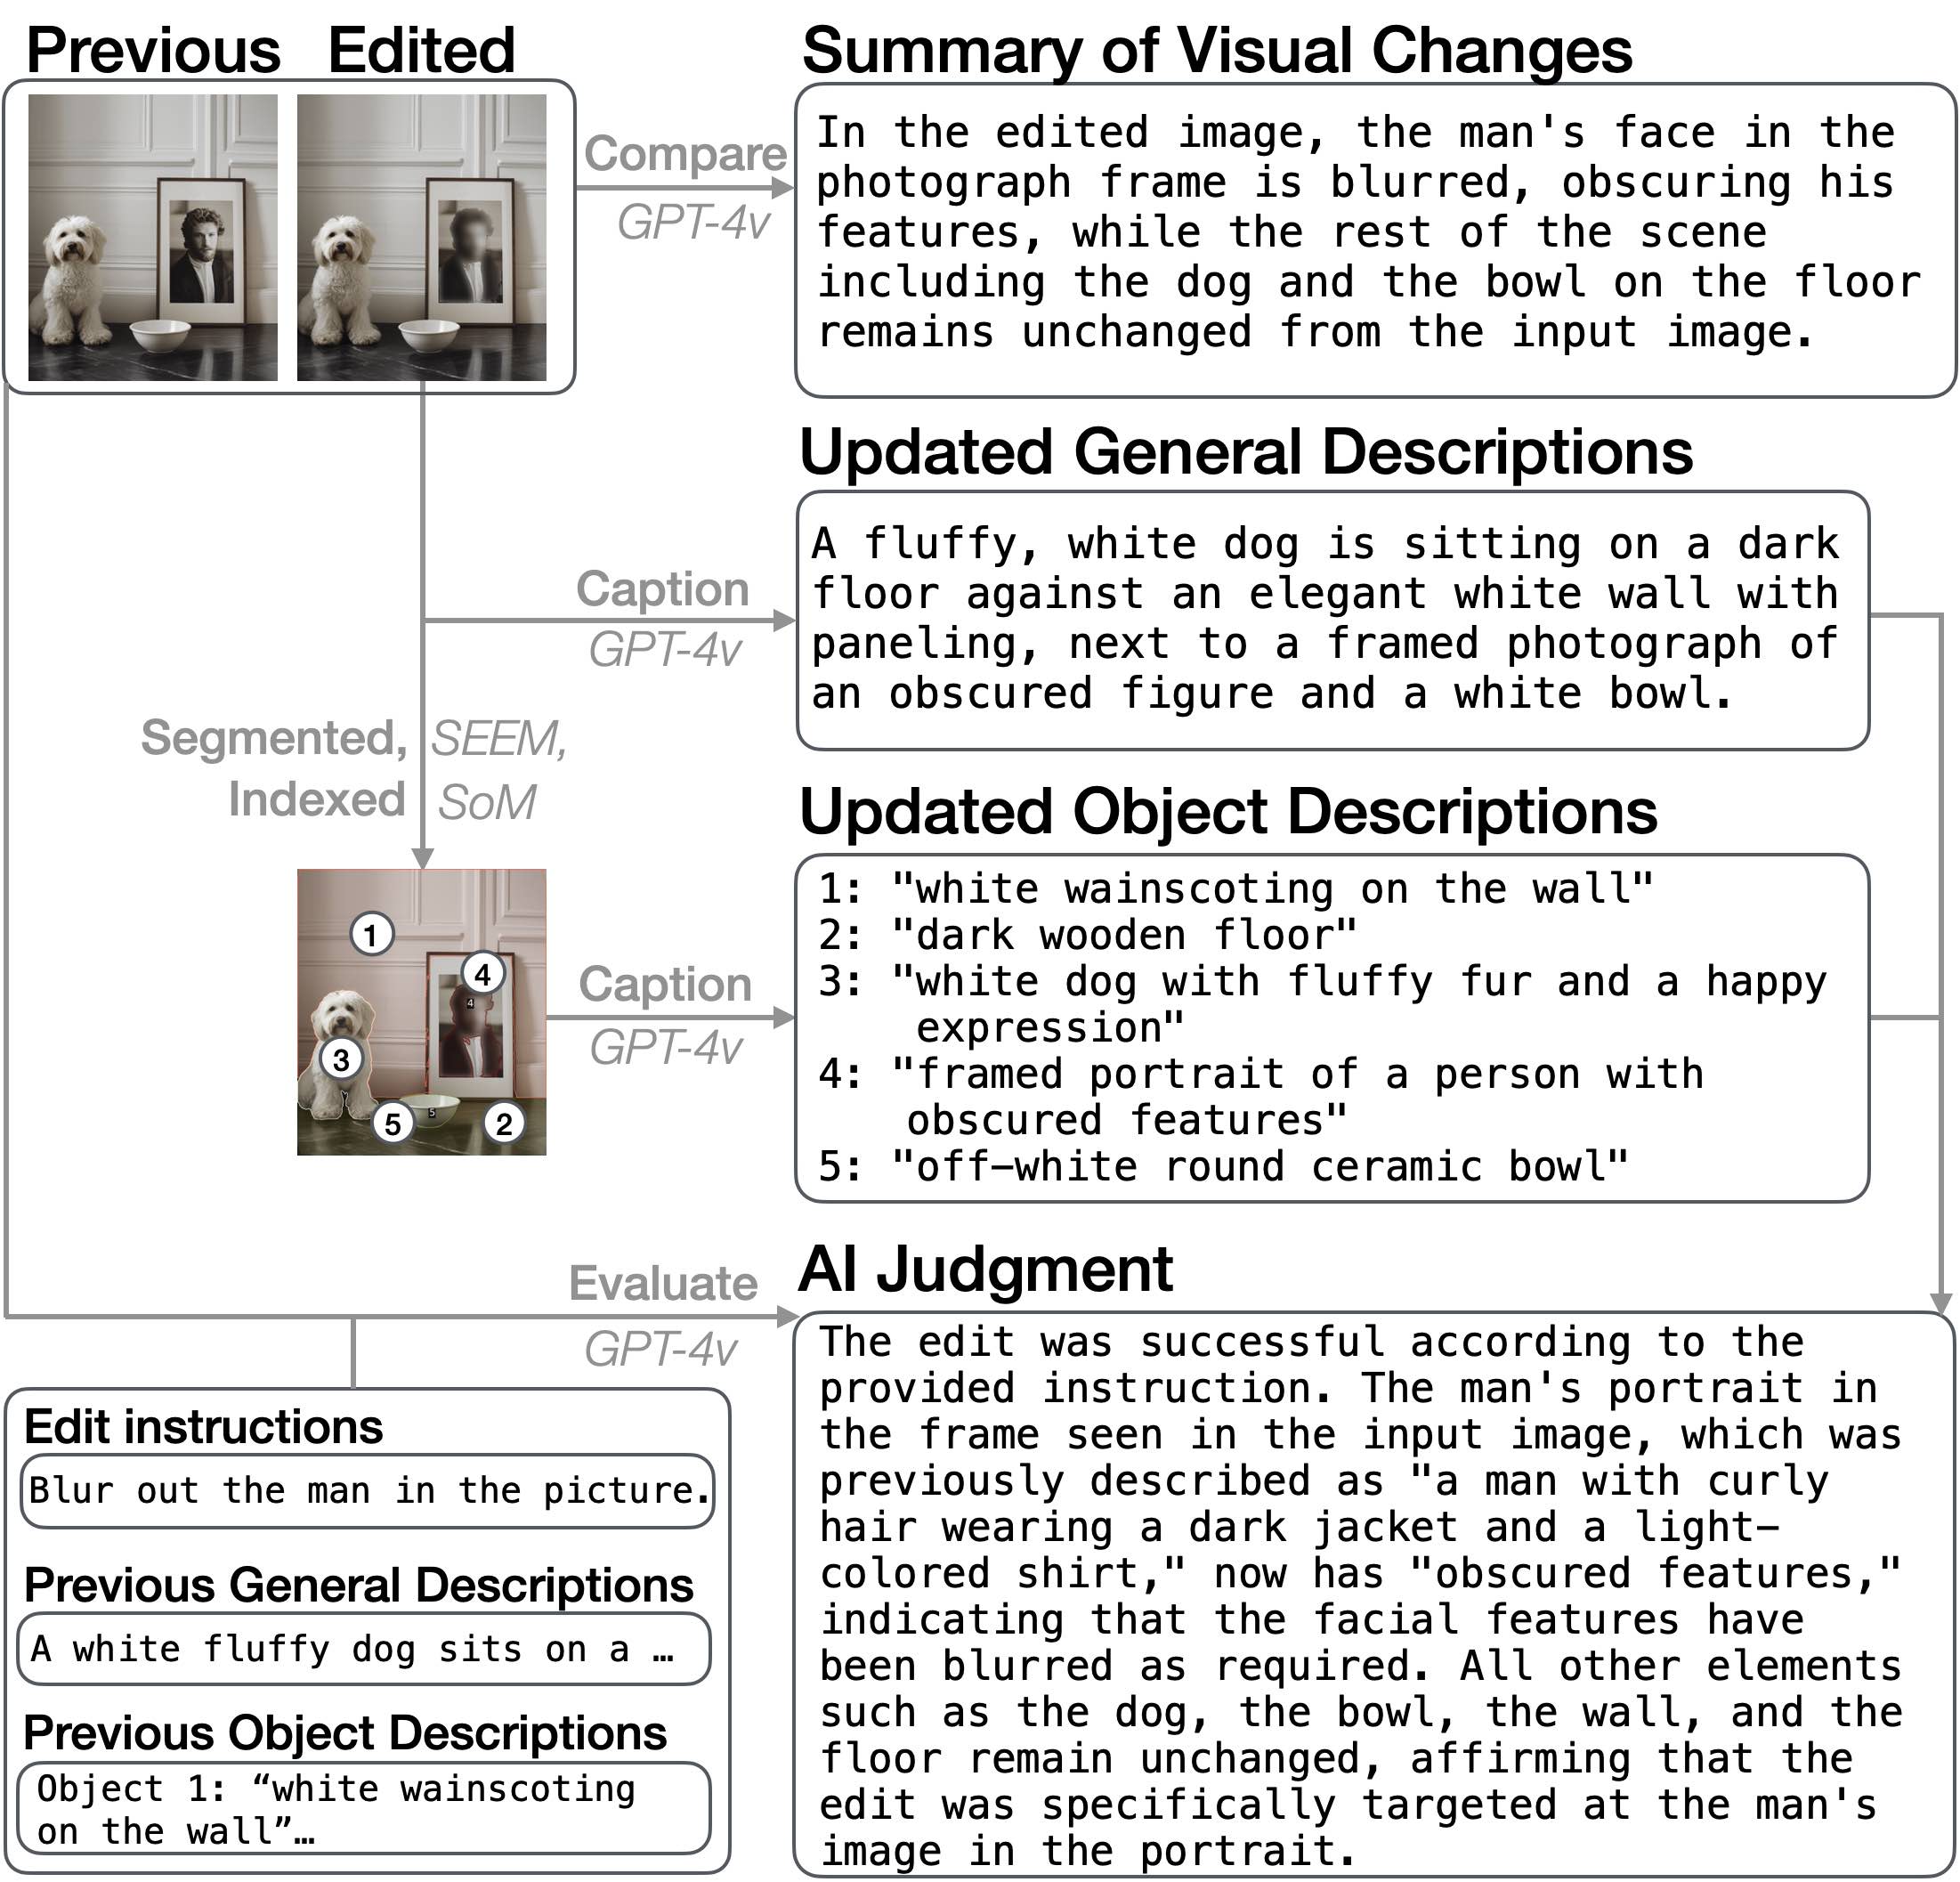 Previous Edited
Summary of Visual Changes
In the edited image, the man's face in the
photograph frame is blurred, obscuring his
features, while the rest of the scene
including the dog and the bowl on the floor
remains unchanged from the input image.
Compare
GPT-4v
Updated General Descriptions
A fluffy, white dog is sitting on a dark
floor against an elegant white wall with
paneling, next to a framed photograph of
an obscured figure and a white bowl.
Caption
GPT-4v
Segmented, SEEM,
Indexed SoM
Updated Object Descriptions
1: "white wainscoting on the wall"
2: "dark wooden floor"
3: "white dog with fluffy fur and a happy
expression"
4: "framed portrait of a person with
obscured features"
5: "off-white round ceramic bowl"
1
4
4
3
5
5
2
Caption
GPT-4v
AI Judgment
Evaluate
GPT-4v
The edit was successful according to the
provided instruction. The man's portrait in
the frame seen in the input image, which was
previously described as "a man with curly
hair wearing a dark jacket and a light-
colored shirt," now has "obscured features,"
indicating that the facial features have
been blurred as required. All other elements
such as the dog, the bowl, the wall, and the
floor remain unchanged, affirming that the
edit was specifically targeted at the man's
image in the portrait.
Edit instructions
Blur out the man in the picture.
Previous General Descriptions
A white fluffy dog sits on a …
Previous Object Descriptions
Object 1: “white wainscoting
on the wall”…